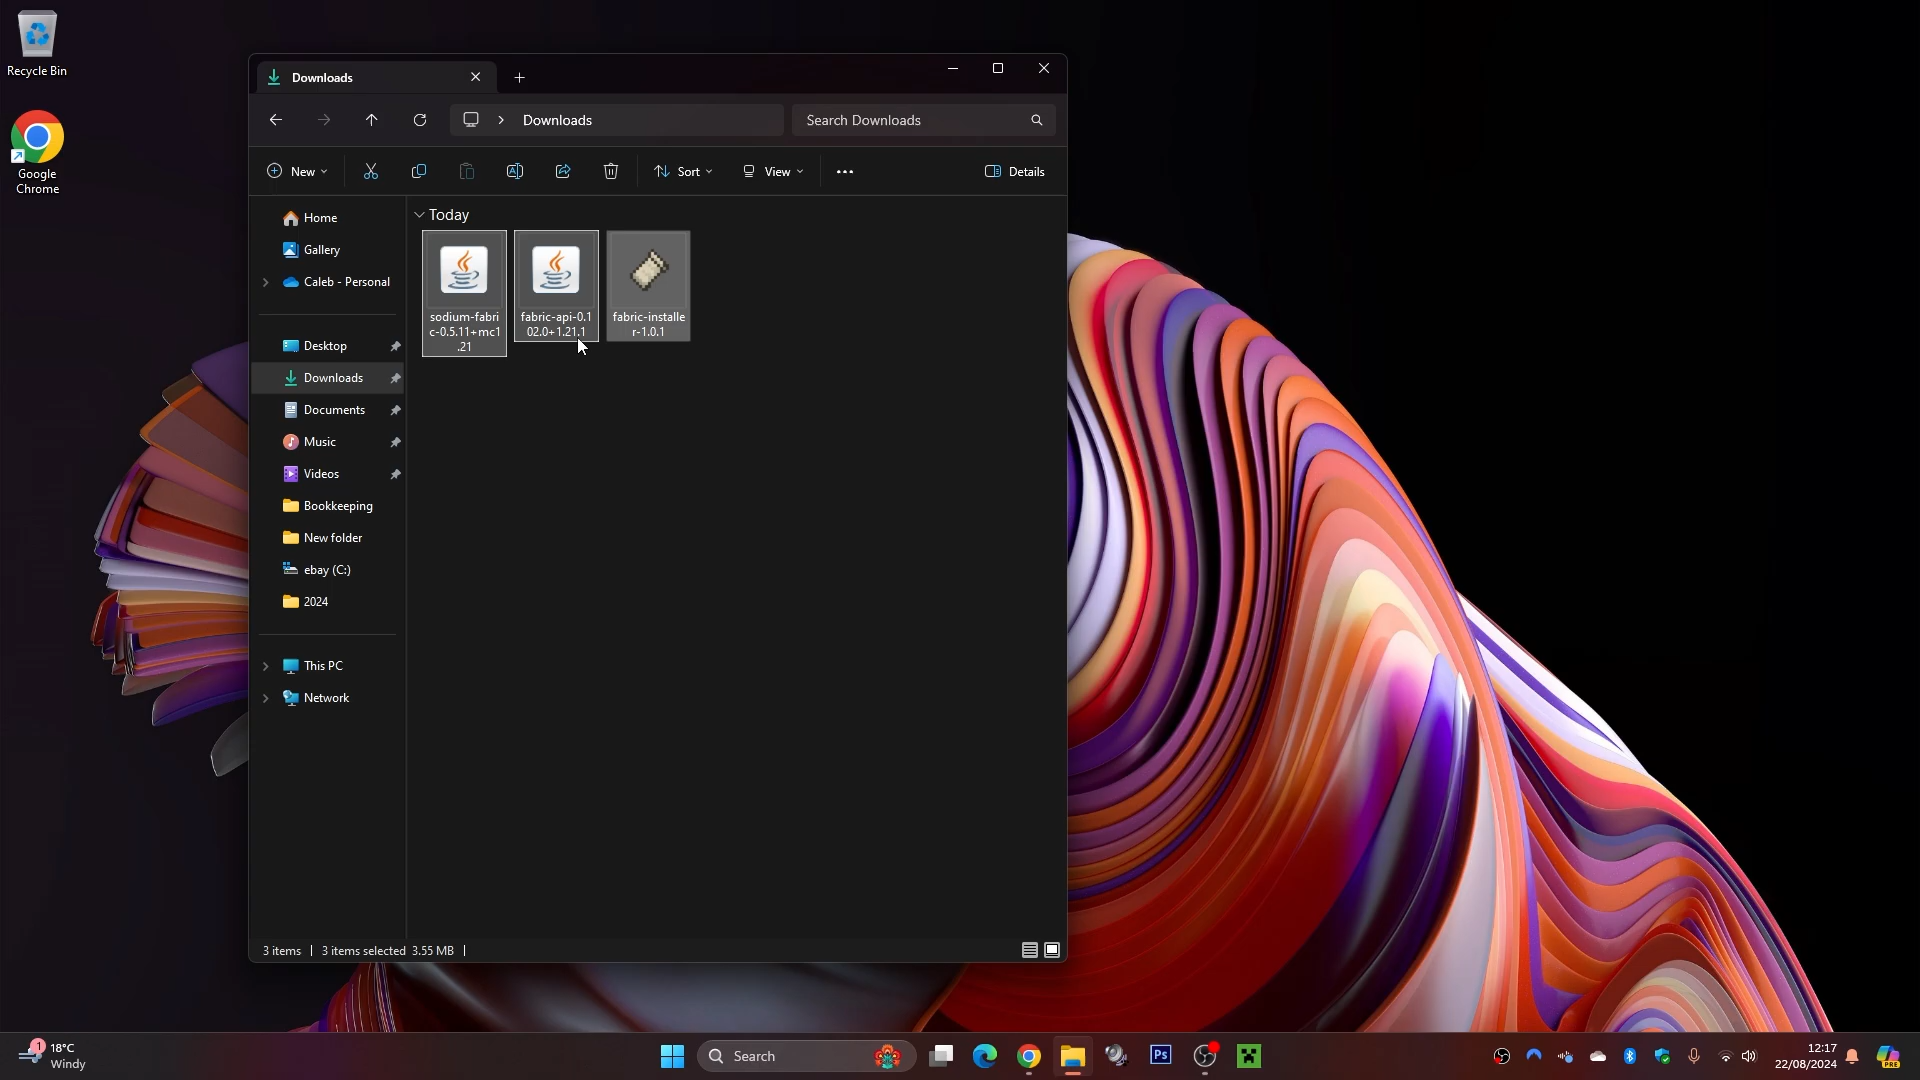 Recycle Bin
Google
Chrome
Downloads
Downloads
Search Downloads
New
Sort
View
Details
Home
Gallery
Caleb - Personal
Desktop
Downloads
Documents
Music
Videos
Bookkeeping
New folder
ebay (C:)
2024
This PC
Network
Today
sodium-fabri
c-0.5.11+mc1
.21
fabric-api-0.1
02.0+1.21.1
fabric-installe
r-1.0.1
3 items
3 items selected 3.55 MB
1
18°C
Windy
Search
Ps
12:17
22/08/2024
PRE